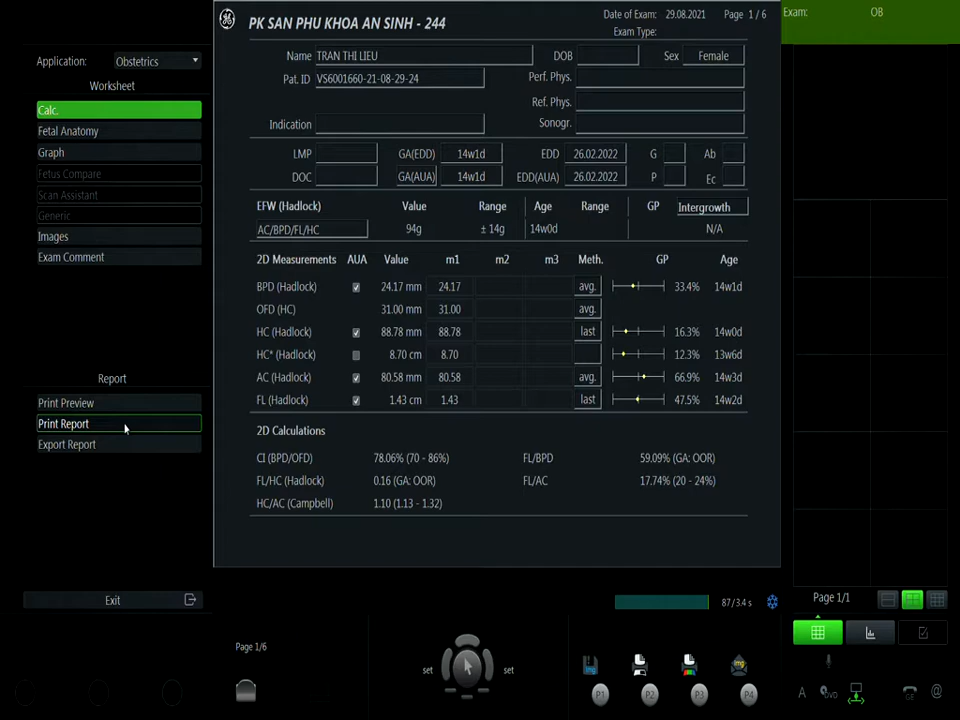 Application: Obstetrics
Worksheet
Calc.
Fetal Anatomy
Graph
Fetus Compare
Scan Assistant
Generic
Images
Exam Comment
Report
Print Preview
Print Report
Export Report
Exit
PK SAN PHU KHOA AN SINH - 244
Date of Exam: 29.08.2021 Page 1 / 6
Exam Type:
Name TRAN THI LIEU DOB Sex Female
Pat. ID VS6001660-21-08-29-24 Perf. Phys.
Ref. Phys.
Indication Sonogr.
LMP GA(EDD) 14w1d EDD 26.02.2022 G Ab
DOC GA(AUA) 14w1d EDD(AUA) 26.02.2022 P Ec
EFW (Hadlock) Value Range Age Range GP Intergrowth
AC/BPD/FL/HC 94g ± 14g 14w0d N/A
2D Measurements AUA Value m1 m2 m3 Meth. GP Age
BPD (Hadlock) 24.17 mm 24.17 avg. 33.4% 14w1d
OFD (HC) 31.00 mm 31.00 avg.
HC (Hadlock) 88.78 mm 88.78 last 16.3% 14w0d
HC* (Hadlock) 8.70 cm 8.70 12.3% 13w6d
AC (Hadlock) 80.58 mm 80.58 avg. 66.9% 14w3d
FL (Hadlock) 1.43 cm 1.43 last 47.5% 14w2d
2D Calculations
CI (BPD/OFD) 78.06% (70 - 86%) FL/BPD 59.09% (GA: OOR)
FL/HC (Hadlock) 0.16 (GA: OOR) FL/AC 17.74% (20 - 24%)
HC/AC (Campbell) 1.10 (1.13 - 1.32)
Exam: OB
87/3.4 s
Page 1/1
Page 1/6
set set
img
P1 P2 P3 P4
A DVD @